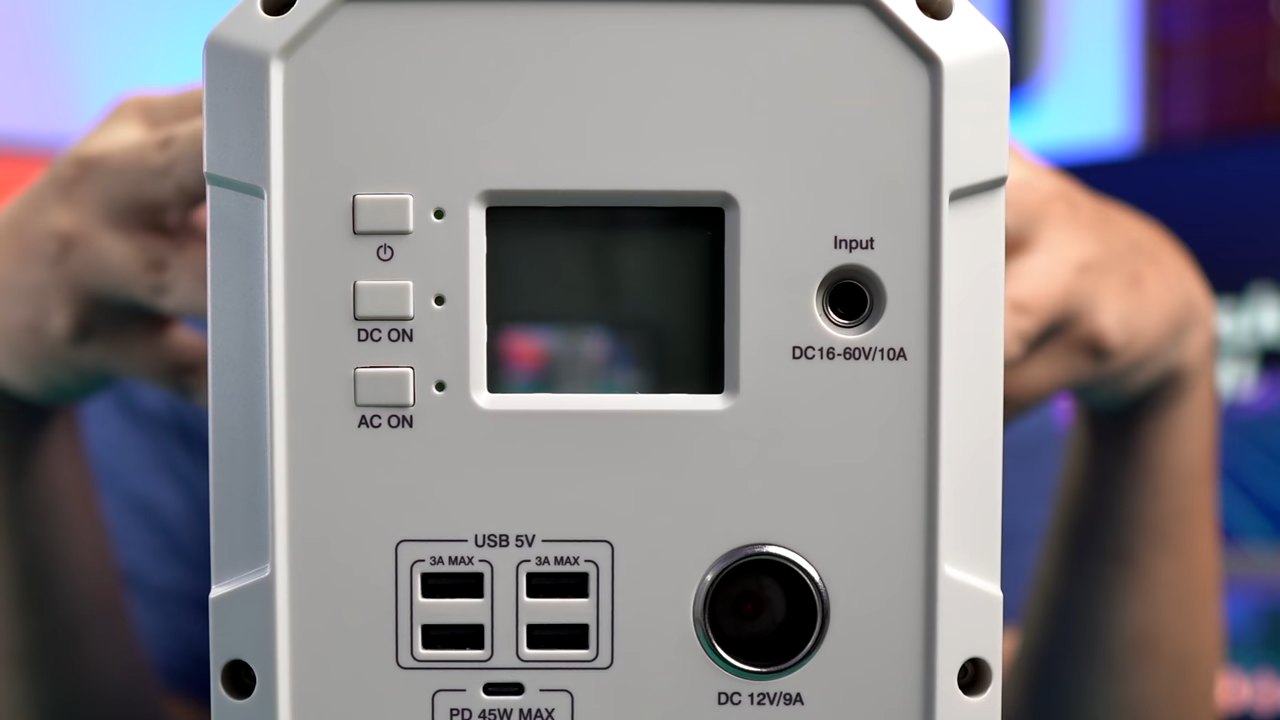 Input
DC ON
DC16-60V/10A
AC ON
USB 5V
3A MAX
3A MAX
DC 12V/9A
PD 45W MAX